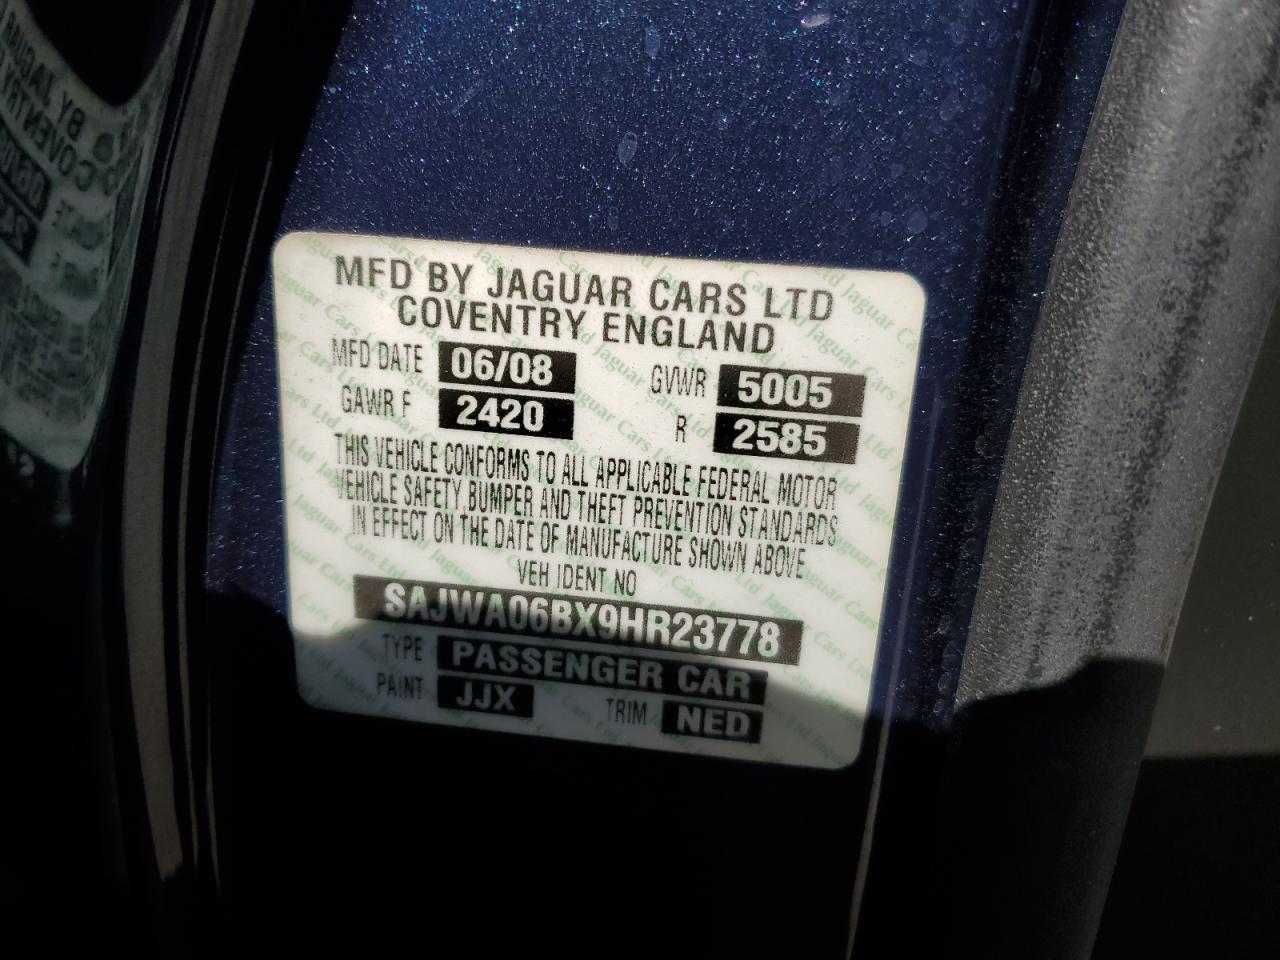 MFD BY JAGUAR CARS LTD
COVENTRY ENGLAND
MFD DATE 06/08 GVWR 5005
GAWR F 2420 R 2585
THIS VEHICLE CONFORMS TO ALL APPLICABLE FEDERAL MOTOR
VEHICLE SAFETY, BUMPER AND THEFT PREVENTION STANDARDS
IN EFFECT ON THE DATE OF MANUFACTURE SHOWN ABOVE
VEH IDENT NO
SAJWA06BX9HR23778
TYPE PASSENGER CAR
PAINT JJX TRIM NED